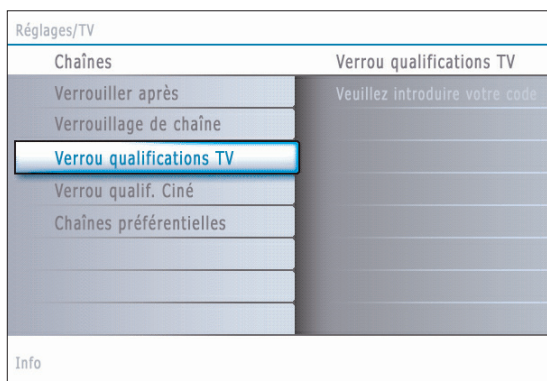 Réglages/TV
Chaînes
Verrou qualifications TV
Verrouiller après
Veuillez introduire votre code
Verrouillage de chaîne
Verrou qualifications TV
Verrou qualif. Ciné
Chaînes préférentielles
Info